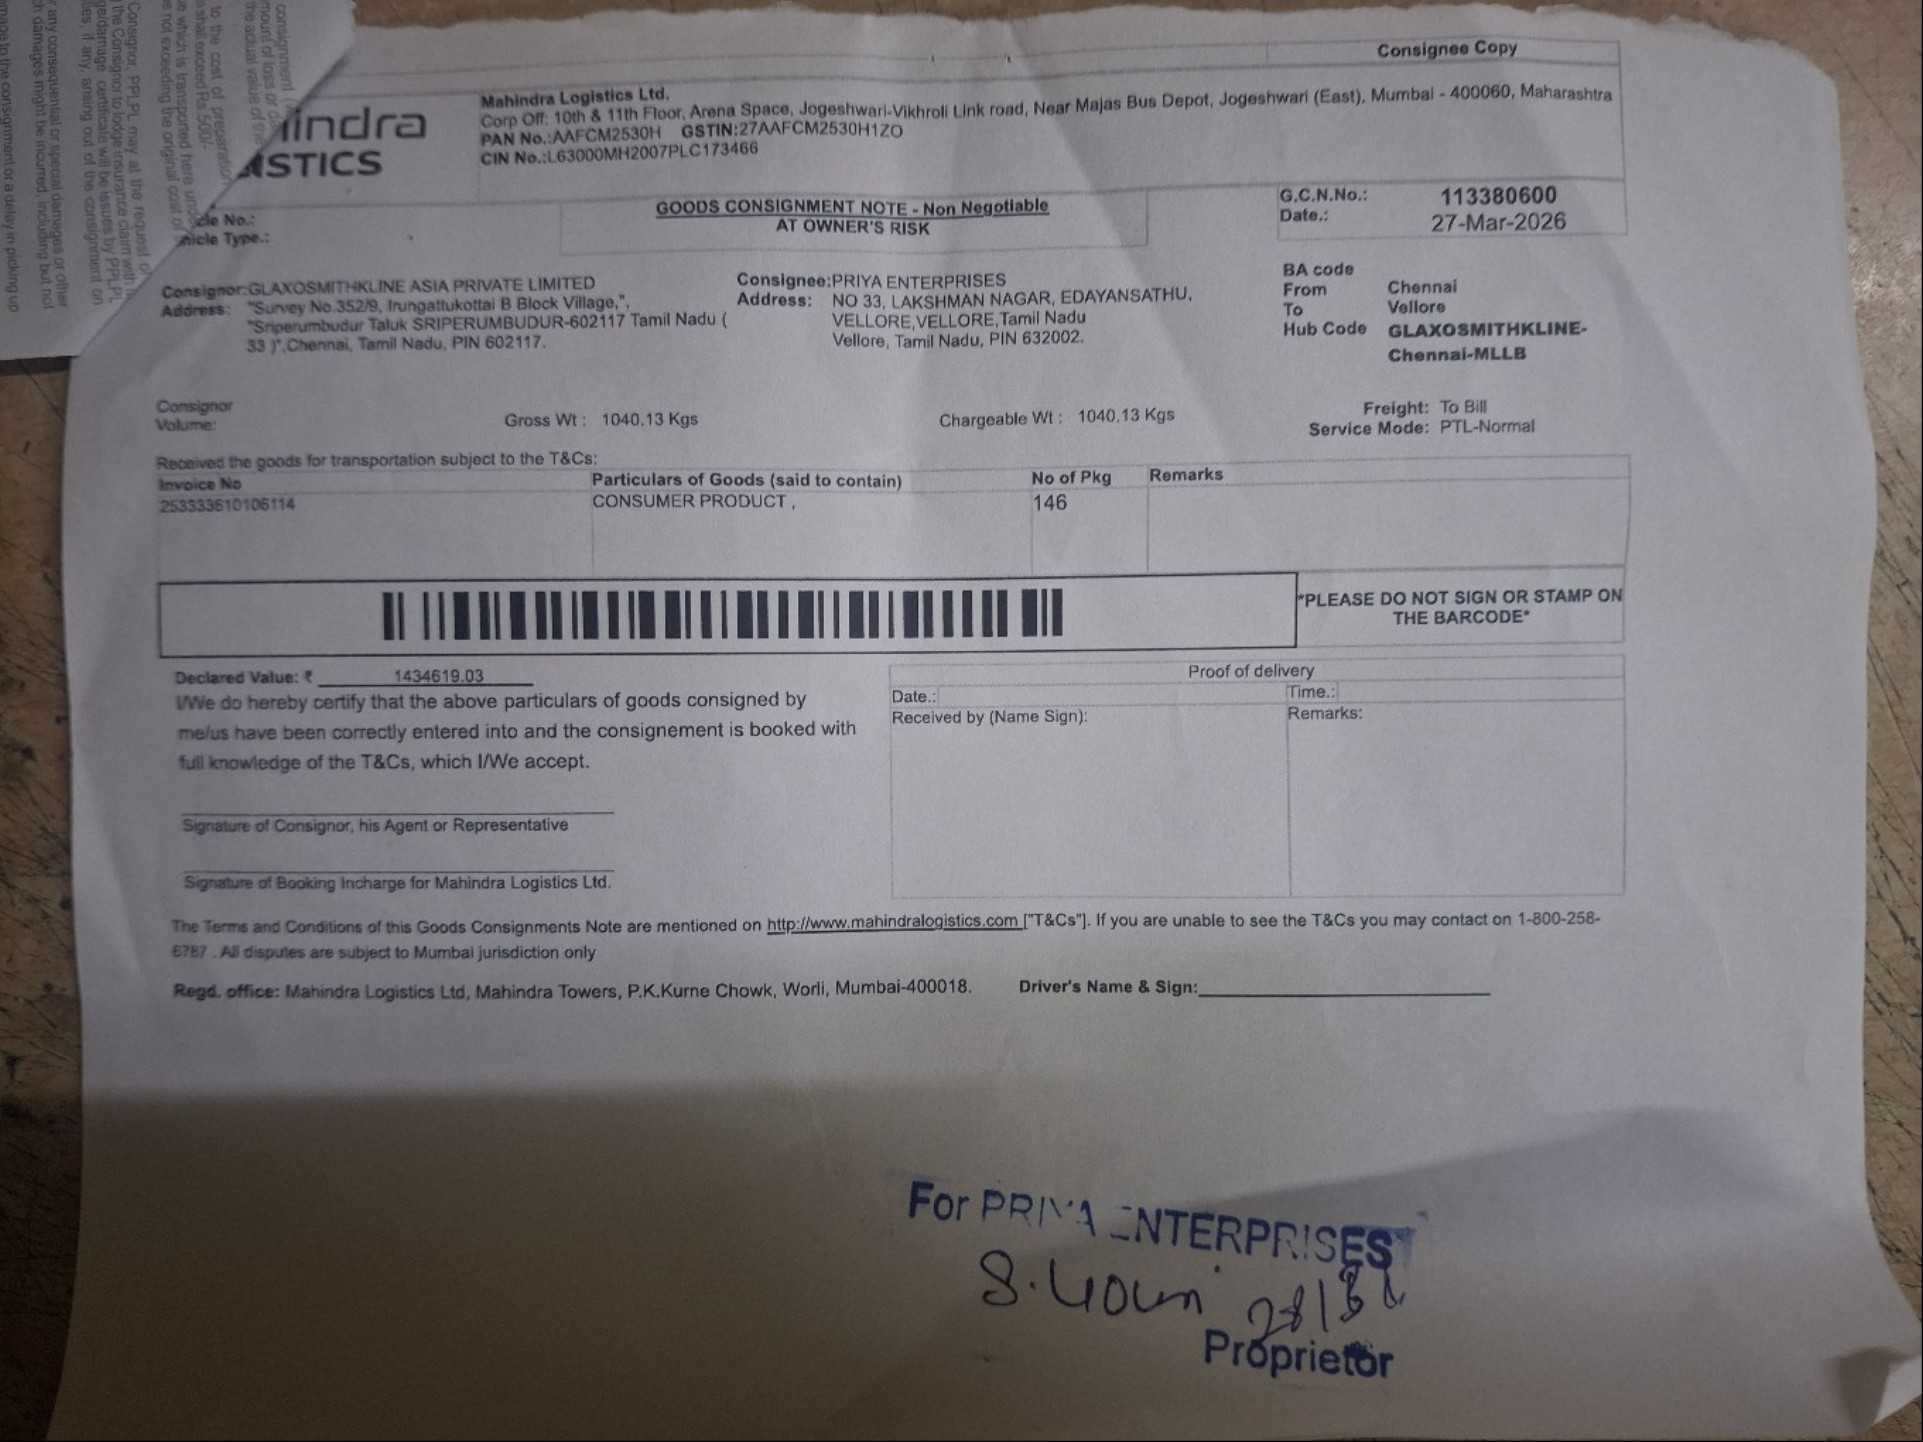 Consignee Copy
indra
ISTICS
Mahindra Logistics Ltd.
Corp Off: 10th & 11th Floor, Arena Space, Jogeshwari-Vikhroli Link road, Near Majas Bus Depot, Jogeshwari (East), Mumbai - 400060, Maharashtra
PAN No.:AAFCM2530H GSTIN:27AAFCM2530H1ZO
CIN No.:L63000MH2007PLC173466
No.:
Type.:
GOODS CONSIGNMENT NOTE - Non Negotiable
AT OWNER'S RISK
G.C.N.No.: 113380600
Date.: 27-Mar-2026
Consignor:GLAXOSMITHKLINE ASIA PRIVATE LIMITED
Address: "Survey No.352/9, Irungattukottai B Block Village,",
"Sriperumbudur Taluk SRIPERUMBUDUR-602117 Tamil Nadu (
33 )",Chennai, Tamil Nadu, PIN 602117.
Consignee:PRIYA ENTERPRISES
Address: NO 33, LAKSHMAN NAGAR, EDAYANSATHU,
VELLORE,VELLORE,Tamil Nadu
Vellore, Tamil Nadu, PIN 632002.
BA code
From Chennai
To Vellore
Hub Code GLAXOSMITHKLINE-
Chennai-MLLB
Consignor
Volume:
Gross Wt : 1040.13 Kgs
Chargeable Wt : 1040.13 Kgs
Freight: To Bill
Service Mode: PTL-Normal
Received the goods for transportation subject to the T&Cs:
Invoice No Particulars of Goods (said to contain) No of Pkg Remarks
253333610106114 CONSUMER PRODUCT , 146
*PLEASE DO NOT SIGN OR STAMP ON
THE BARCODE*
Declared Value: ₹ 1434619.03
I/We do hereby certify that the above particulars of goods consigned by
me/us have been correctly entered into and the consignement is booked with
full knowledge of the T&Cs, which I/We accept.
Signature of Consignor, his Agent or Representative
Signature of Booking Incharge for Mahindra Logistics Ltd.
Proof of delivery
Date.: Time.:
Received by (Name Sign): Remarks:
The Terms and Conditions of this Goods Consignments Note are mentioned on http://www.mahindralogistics.com ["T&Cs"]. If you are unable to see the T&Cs you may contact on 1-800-258-
6787 . All disputes are subject to Mumbai jurisdiction only
Regd. office: Mahindra Logistics Ltd, Mahindra Towers, P.K.Kurne Chowk, Worli, Mumbai-400018. Driver's Name & Sign:
For PRIYA ENTERPRISES
Proprietor